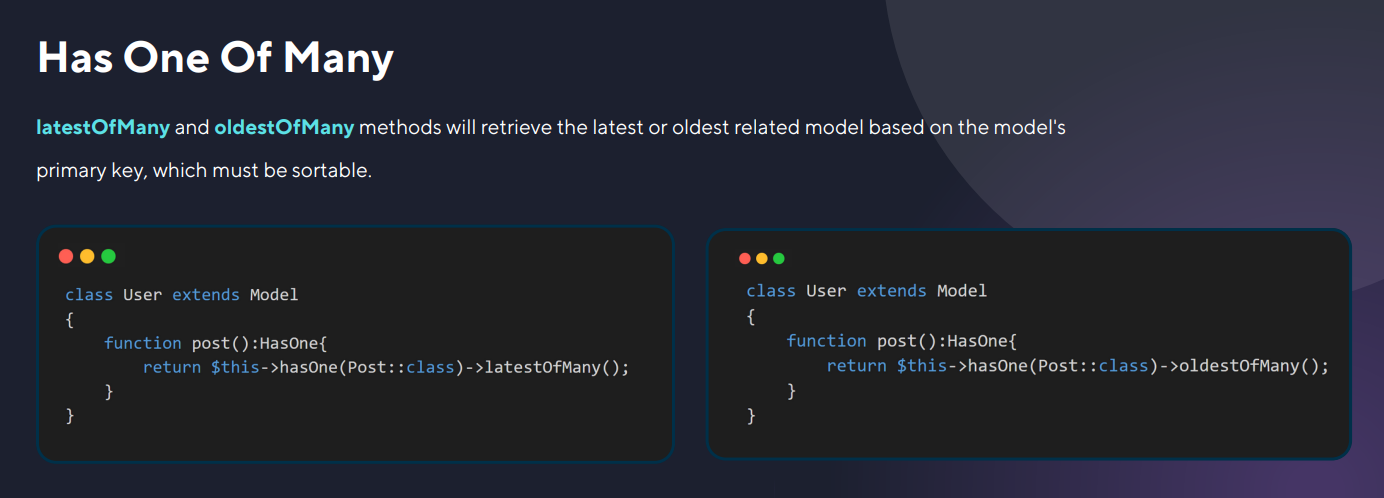 Has One Of Many
latestOfMany and oldestOfMany methods will retrieve the latest or oldest related model based on the model's
primary key, which must be sortable.
class User extends Model
{
    function post():HasOne{
        return $this->hasOne(Post::class)->latestOfMany();
    }
}
class User extends Model
{
    function post():HasOne{
        return $this->hasOne(Post::class)->oldestOfMany();
    }
}